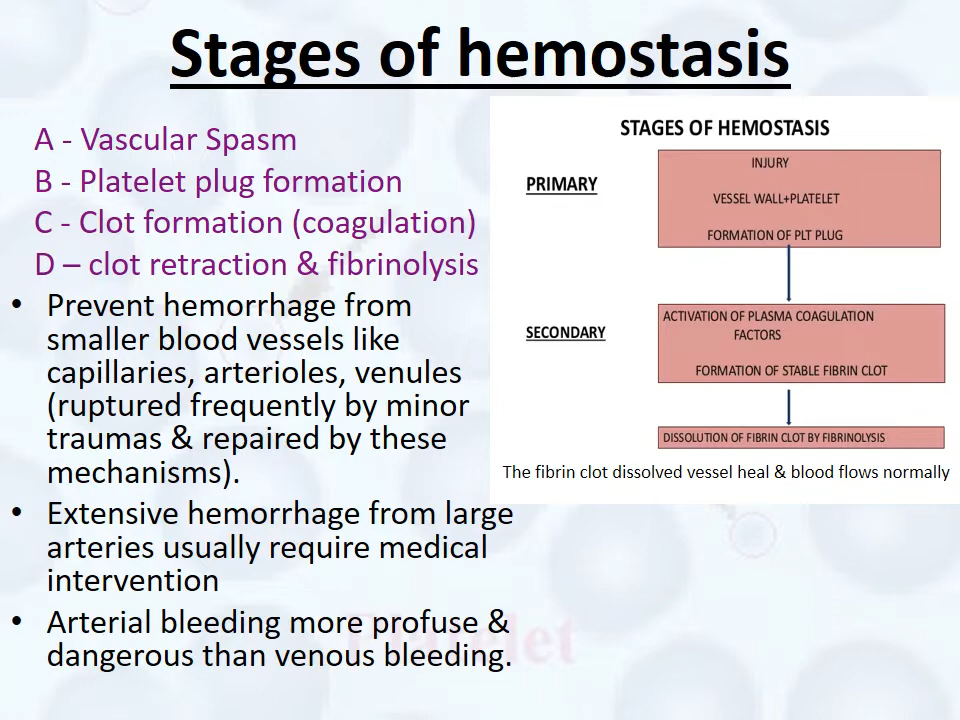 Stages of hemostasis
A - Vascular Spasm
B - Platelet plug formation
C - Clot formation (coagulation)
D – clot retraction & fibrinolysis
• Prevent hemorrhage from
smaller blood vessels like
capillaries, arterioles, venules
(ruptured frequently by minor
traumas & repaired by these
mechanisms).
• Extensive hemorrhage from large
arteries usually require medical
intervention
• Arterial bleeding more profuse &
dangerous than venous bleeding.
STAGES OF HEMOSTASIS
PRIMARY
INJURY
VESSEL WALL+PLATELET
FORMATION OF PLT PLUG
SECONDARY
ACTIVATION OF PLASMA COAGULATION
FACTORS
FORMATION OF STABLE FIBRIN CLOT
DISSOLUTION OF FIBRIN CLOT BY FIBRINOLYSIS
The fibrin clot dissolved vessel heal & blood flows normally
Platelet